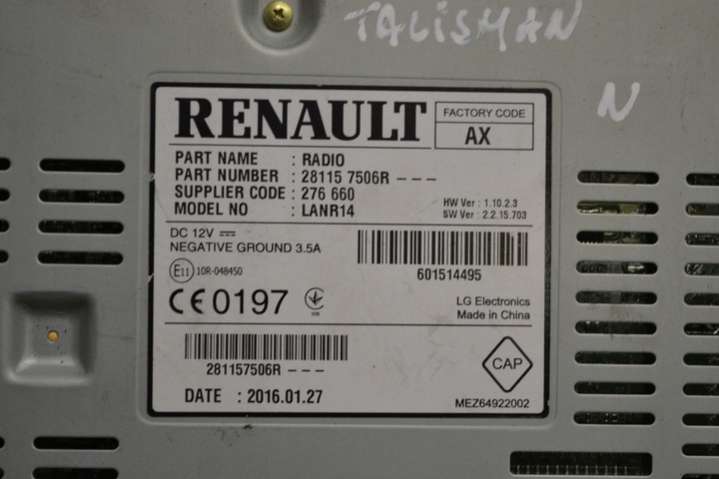 TALISMAN
N
RENAULT
FACTORY CODE
AX
PART NAME : RADIO
PART NUMBER : 28115 7506R - - -
SUPPLIER CODE : 276 660
MODEL NO : LANR14
HW Ver : 1.10.2.3
SW Ver : 2.2.15.703
DC 12V
NEGATIVE GROUND 3.5A
E11 10R-048450
601514495
CE 0197
LG Electronics
Made in China
281157506R - - -
CAP
DATE : 2016.01.27
MEZ64922002